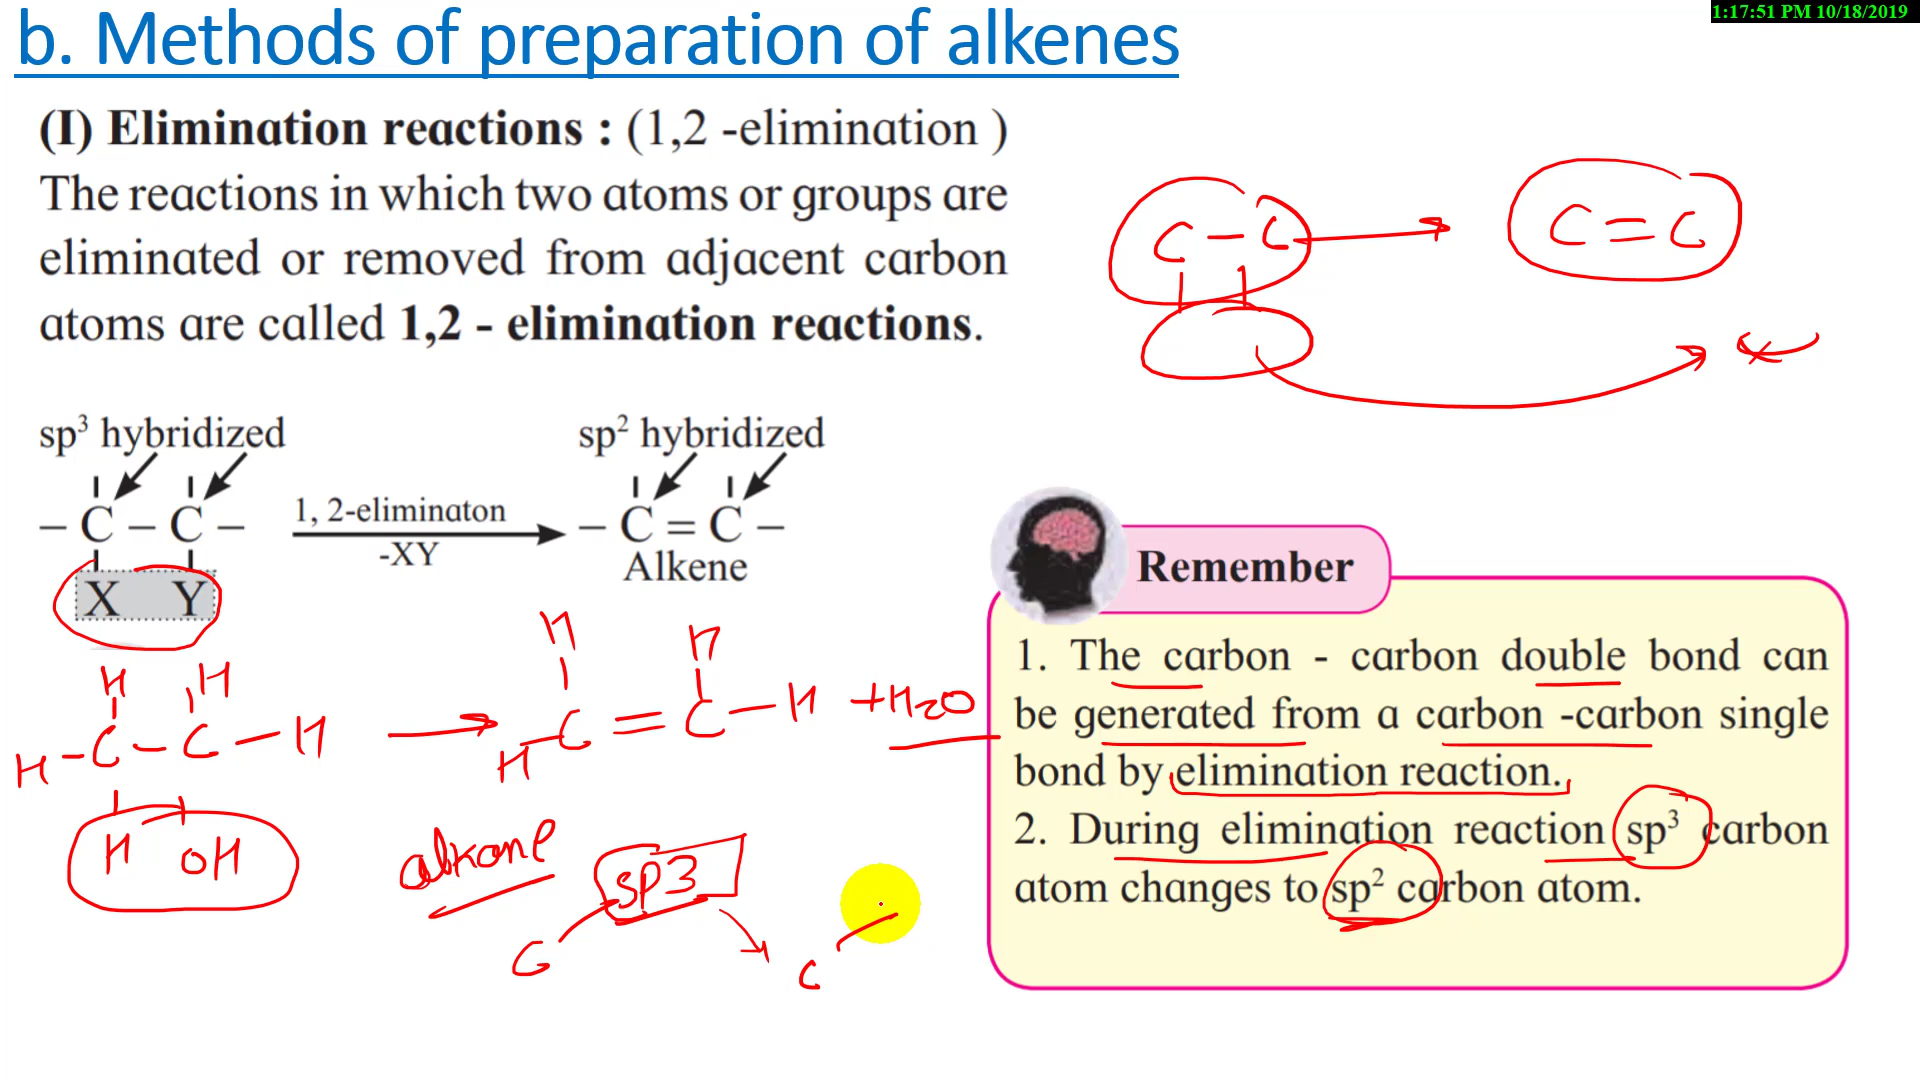 1:17:51 PM 10/18/2019
b. Methods of preparation of alkenes
(I) Elimination reactions : (1,2 -elimination )
The reactions in which two atoms or groups are
eliminated or removed from adjacent carbon
atoms are called 1,2 - elimination reactions.
C – C → C = C
sp³ hybridized
sp² hybridized
– C – C –
1, 2-eliminaton
-XY
– C = C –
Alkene
X Y
Remember
1. The carbon - carbon double bond can
be generated from a carbon -carbon single
bond by elimination reaction.
2. During elimination reaction sp³ carbon
atom changes to sp² carbon atom.
H H
H – C – C – H
H OH
→
H H
H – C = C – H + H2O
alkane
SP3
C
C